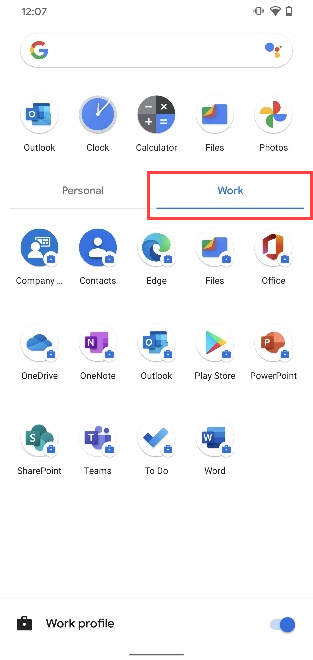 12:07
Outlook Clock Calculator Files Photos
Personal Work
Company ... Contacts Edge Files Office
OneDrive OneNote Outlook Play Store PowerPoint
SharePoint Teams To Do Word
Work profile